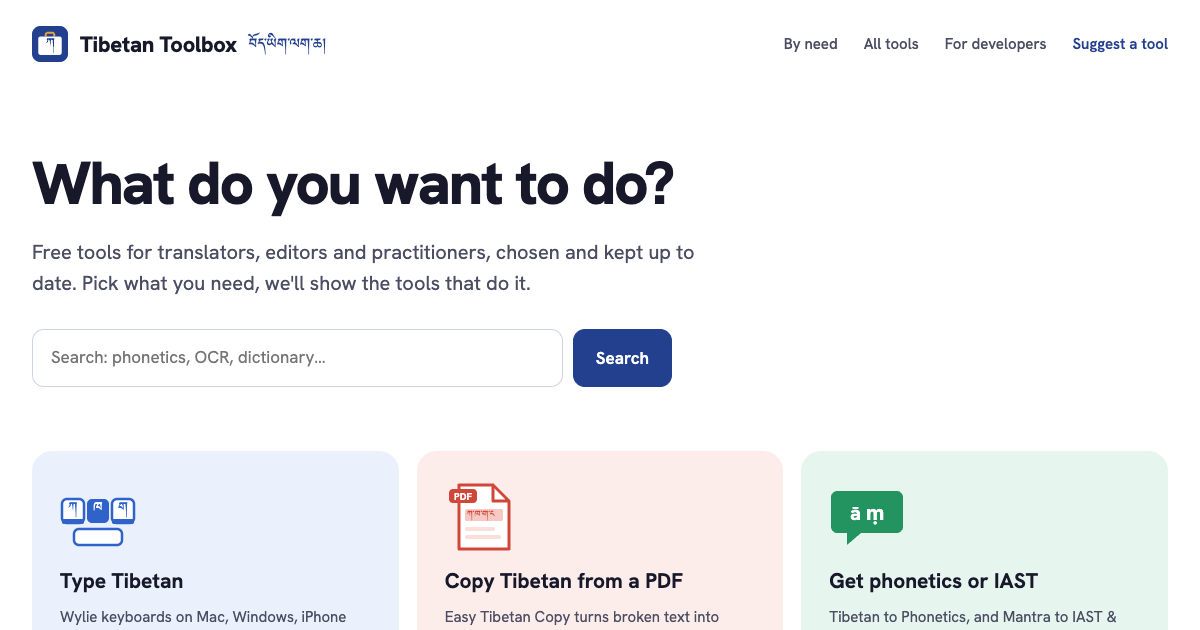 ཀ
Tibetan Toolbox བོད་ཡིག་ལག་ཆ།
By need
All tools
For developers
Suggest a tool
What do you want to do?
Free tools for translators, editors and practitioners, chosen and kept up to
date. Pick what you need, we'll show the tools that do it.
Search: phonetics, OCR, dictionary...
Search
ཀ ཁ ག
Type Tibetan
Wylie keyboards on Mac, Windows, iPhone
PDF
ཀ་ཁ་ག་ང
Copy Tibetan from a PDF
Easy Tibetan Copy turns broken text into
ā ṃ
Get phonetics or IAST
Tibetan to Phonetics, and Mantra to IAST &